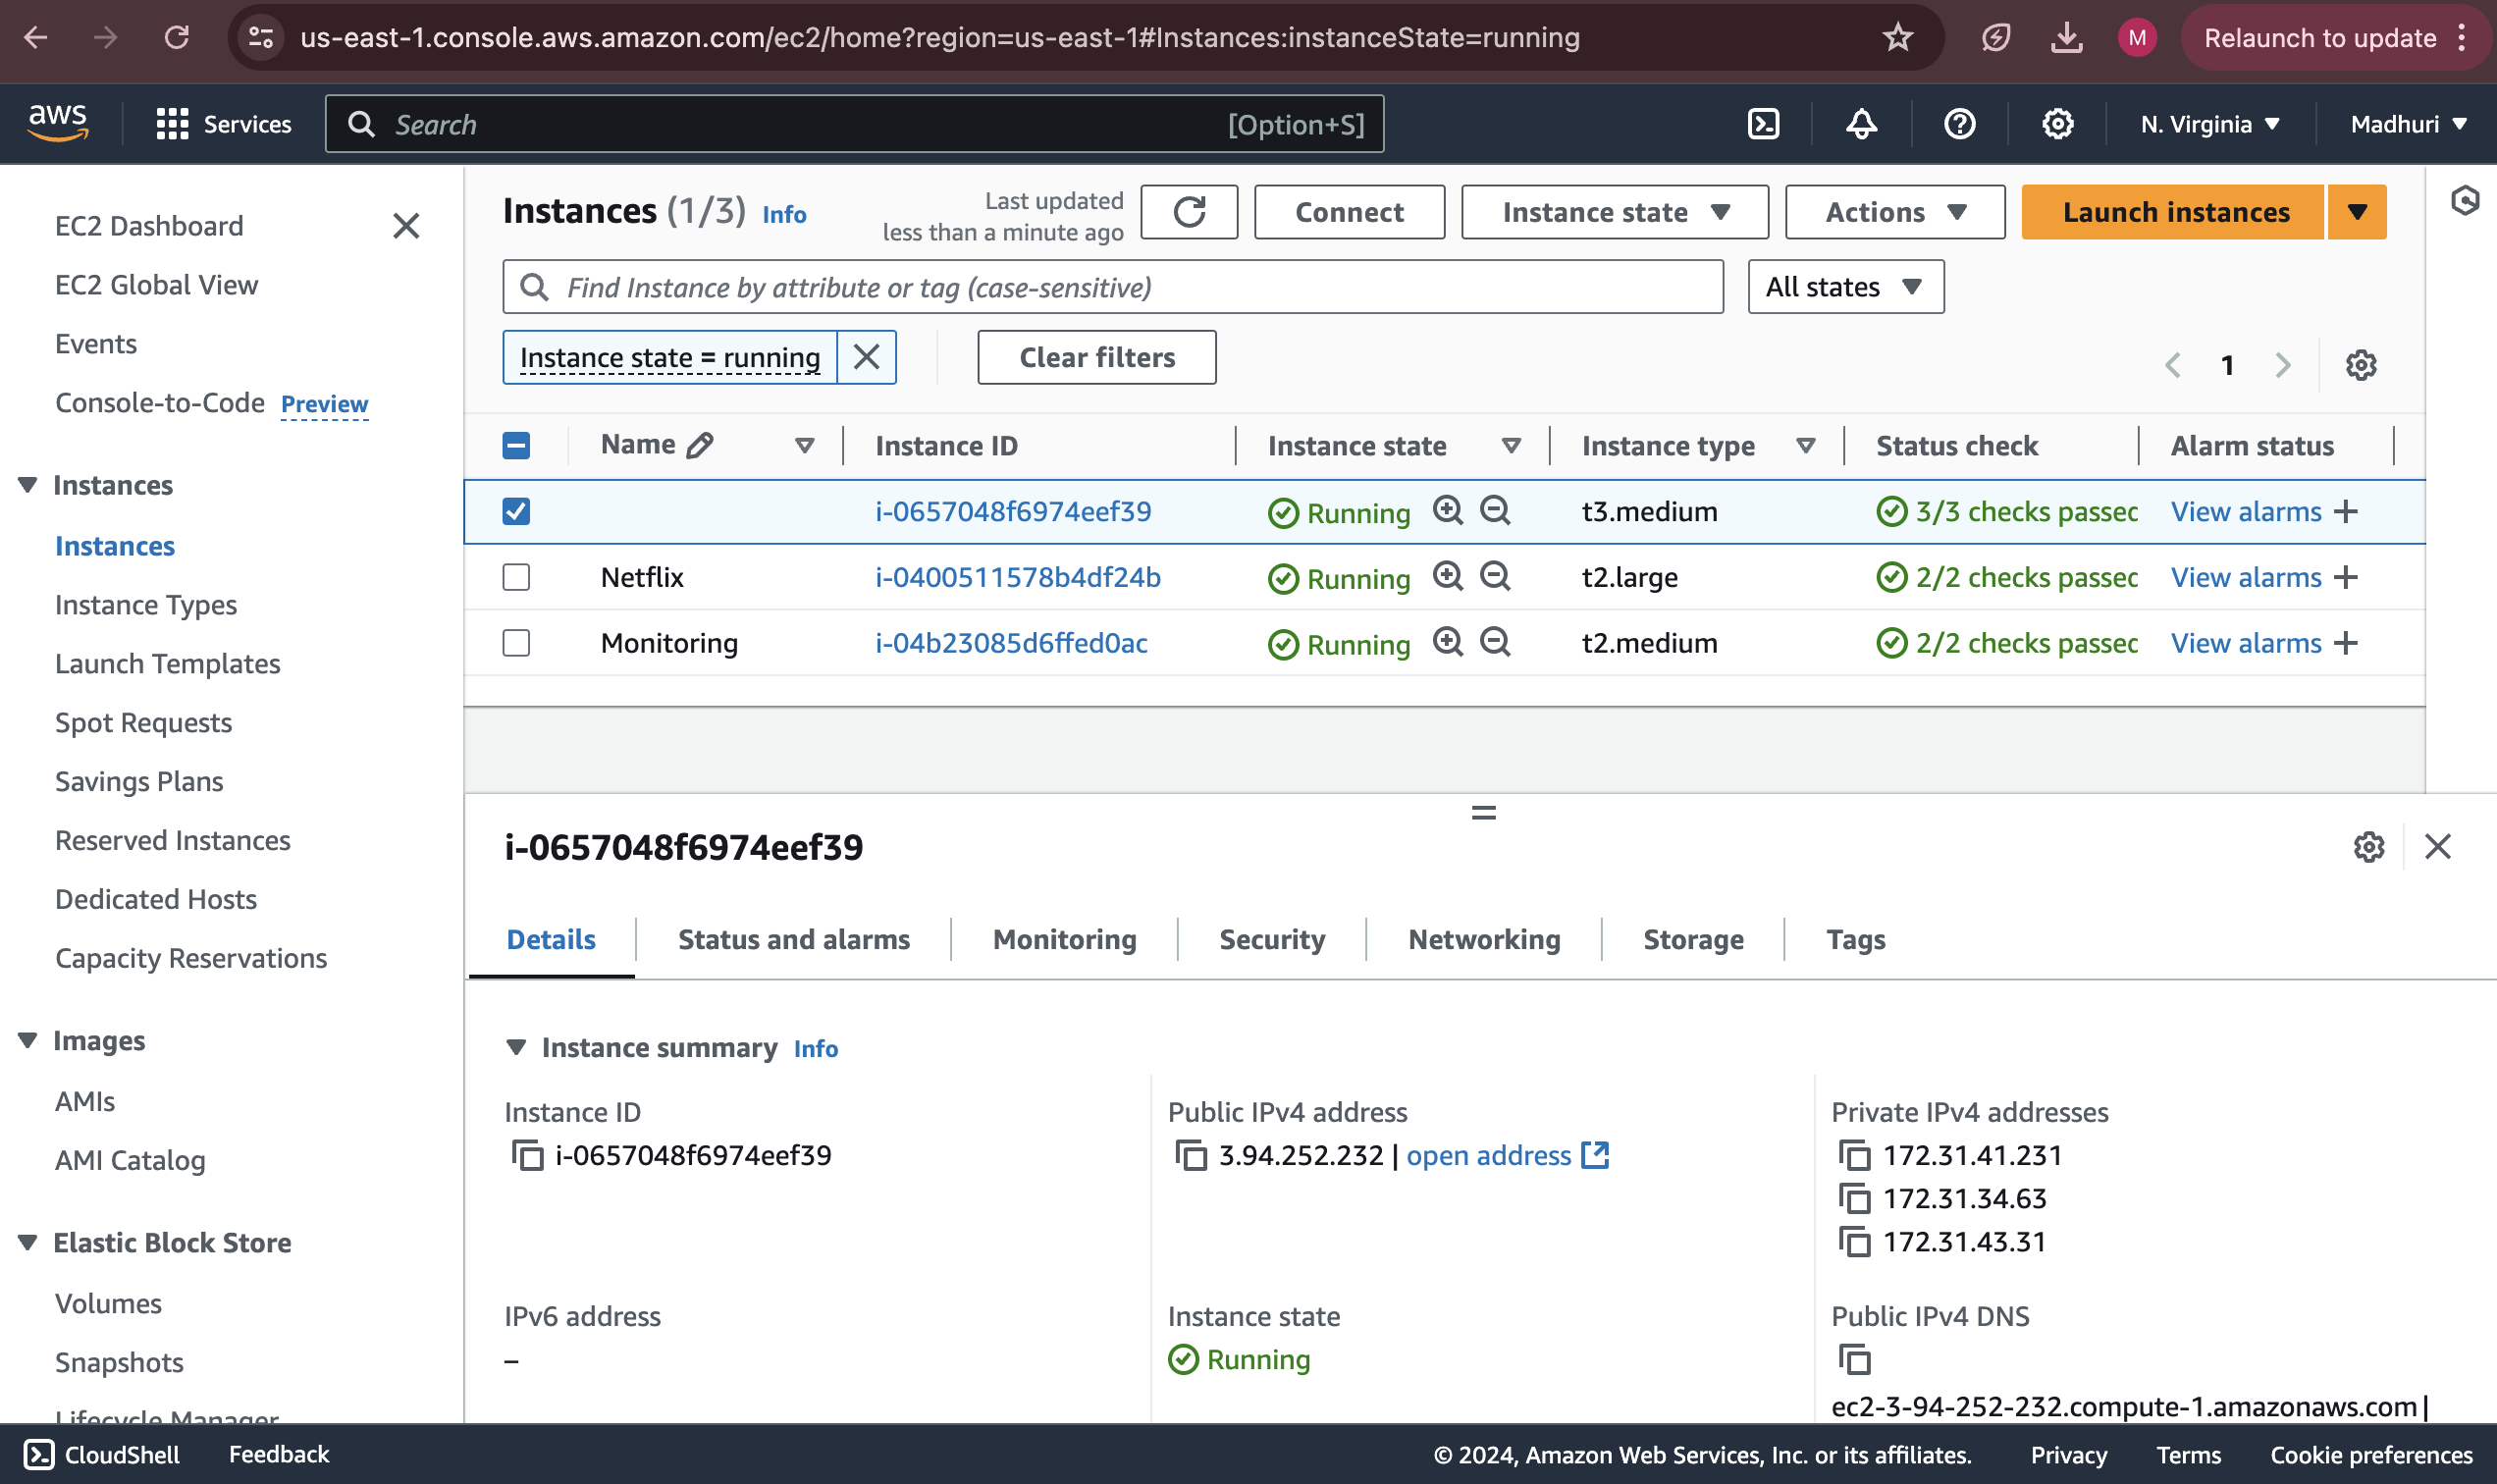 us-east-1.console.aws.amazon.com/ec2/home?region=us-east-1#Instances:instanceState=running
M
Relaunch to update
aws
Services
Search
[Option+S]
N. Virginia
Madhuri
EC2 Dashboard
EC2 Global View
Events
Console-to-Code Preview
Instances
Instances
Instance Types
Launch Templates
Spot Requests
Savings Plans
Reserved Instances
Dedicated Hosts
Capacity Reservations
Images
AMIs
AMI Catalog
Elastic Block Store
Volumes
Snapshots
Lifecycle Manager
Instances (1/3) Info
Last updated
less than a minute ago
Connect
Instance state
Actions
Launch instances
Find Instance by attribute or tag (case-sensitive)
All states
Instance state = running
Clear filters
1
Name Instance ID Instance state Instance type Status check Alarm status
i-0657048f6974eef39 Running t3.medium 3/3 checks passec View alarms +
Netflix i-0400511578b4df24b Running t2.large 2/2 checks passec View alarms +
Monitoring i-04b23085d6ffed0ac Running t2.medium 2/2 checks passec View alarms +
i-0657048f6974eef39
Details Status and alarms Monitoring Security Networking Storage Tags
Instance summary Info
Instance ID
i-0657048f6974eef39
Public IPv4 address
3.94.252.232 | open address
Private IPv4 addresses
172.31.41.231
172.31.34.63
172.31.43.31
IPv6 address
–
Instance state
Running
Public IPv4 DNS
ec2-3-94-252-232.compute-1.amazonaws.com |
CloudShell
Feedback
© 2024, Amazon Web Services, Inc. or its affiliates.
Privacy
Terms
Cookie preferences